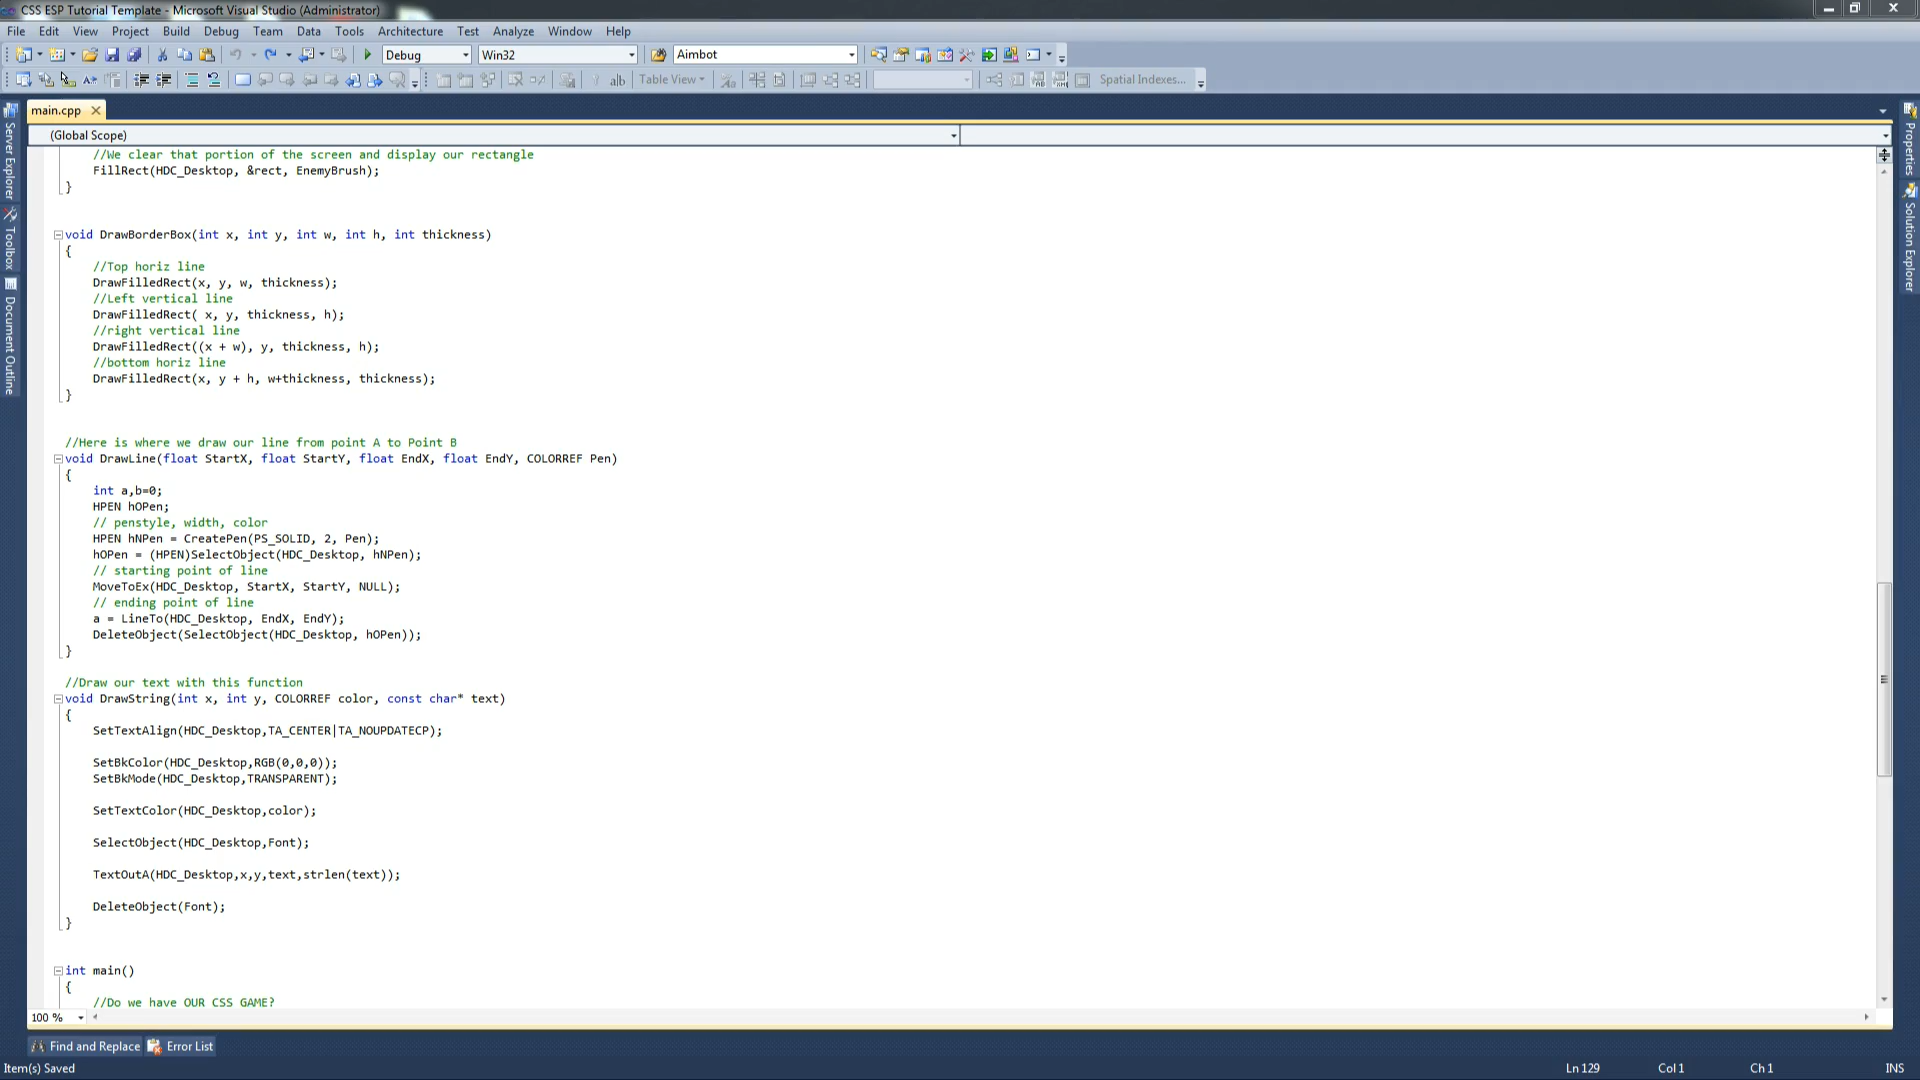 CSS ESP Tutorial Template - Microsoft Visual Studio (Administrator)
File Edit View Project Build Debug Team Data Tools Architecture Test Analyze Window Help
Debug Win32 Aimbot
Table View Spatial Indexes...
main.cpp
(Global Scope)
Server Explorer
Toolbox
Document Outline
Properties
Solution Explorer
//We clear that portion of the screen and display our rectangle
FillRect(HDC_Desktop, &rect, EnemyBrush);
}
void DrawBorderBox(int x, int y, int w, int h, int thickness)
{
//Top horiz line
DrawFilledRect(x, y, w, thickness);
//Left vertical line
DrawFilledRect( x, y, thickness, h);
//right vertical line
DrawFilledRect((x + w), y, thickness, h);
//bottom horiz line
DrawFilledRect(x, y + h, w+thickness, thickness);
}
//Here is where we draw our line from point A to Point B
void DrawLine(float StartX, float StartY, float EndX, float EndY, COLORREF Pen)
{
int a,b=0;
HPEN hOPen;
// penstyle, width, color
HPEN hNPen = CreatePen(PS_SOLID, 2, Pen);
hOPen = (HPEN)SelectObject(HDC_Desktop, hNPen);
// starting point of line
MoveToEx(HDC_Desktop, StartX, StartY, NULL);
// ending point of line
a = LineTo(HDC_Desktop, EndX, EndY);
DeleteObject(SelectObject(HDC_Desktop, hOPen));
}
//Draw our text with this function
void DrawString(int x, int y, COLORREF color, const char* text)
{
SetTextAlign(HDC_Desktop,TA_CENTER|TA_NOUPDATECP);
SetBkColor(HDC_Desktop,RGB(0,0,0));
SetBkMode(HDC_Desktop,TRANSPARENT);
SetTextColor(HDC_Desktop,color);
SelectObject(HDC_Desktop,Font);
TextOutA(HDC_Desktop,x,y,text,strlen(text));
DeleteObject(Font);
}
int main()
{
//Do we have OUR CSS GAME?
100 %
Find and Replace Error List
Item(s) Saved Ln 129 Col 1 Ch 1 INS